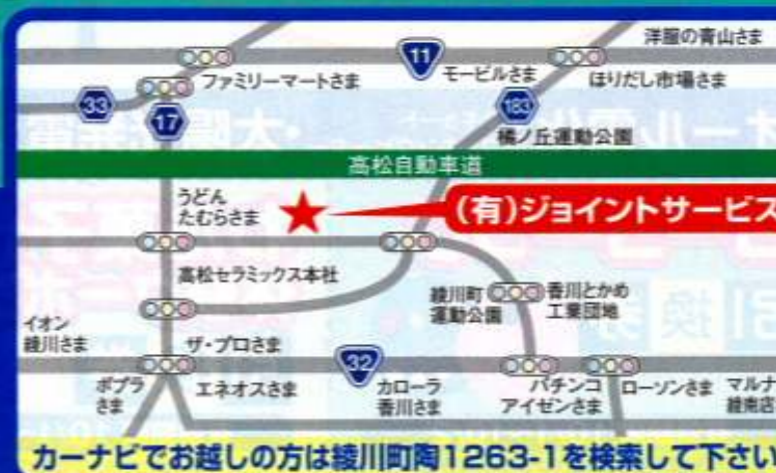 洋服の青山さま
11
ファミリーマートさま
モービルさま
ほりだし市場さま
33
17
183
橘ノ丘運動公園
高松自動車道
うどん
たむらさま
(有)ジョイントサービス
高松セラミックス本社
綾川町
運動公園
香川とかめ
工業団地
イオン
綾川さま
ザ・プロさま
32
ポプラ
さま
エネオスさま
カローラ
香川さま
パチンコ
アイゼンさま
ローソンさま
マルナ
綾南店
カーナビでお越しの方は綾川町陶1263-1を検索して下さい